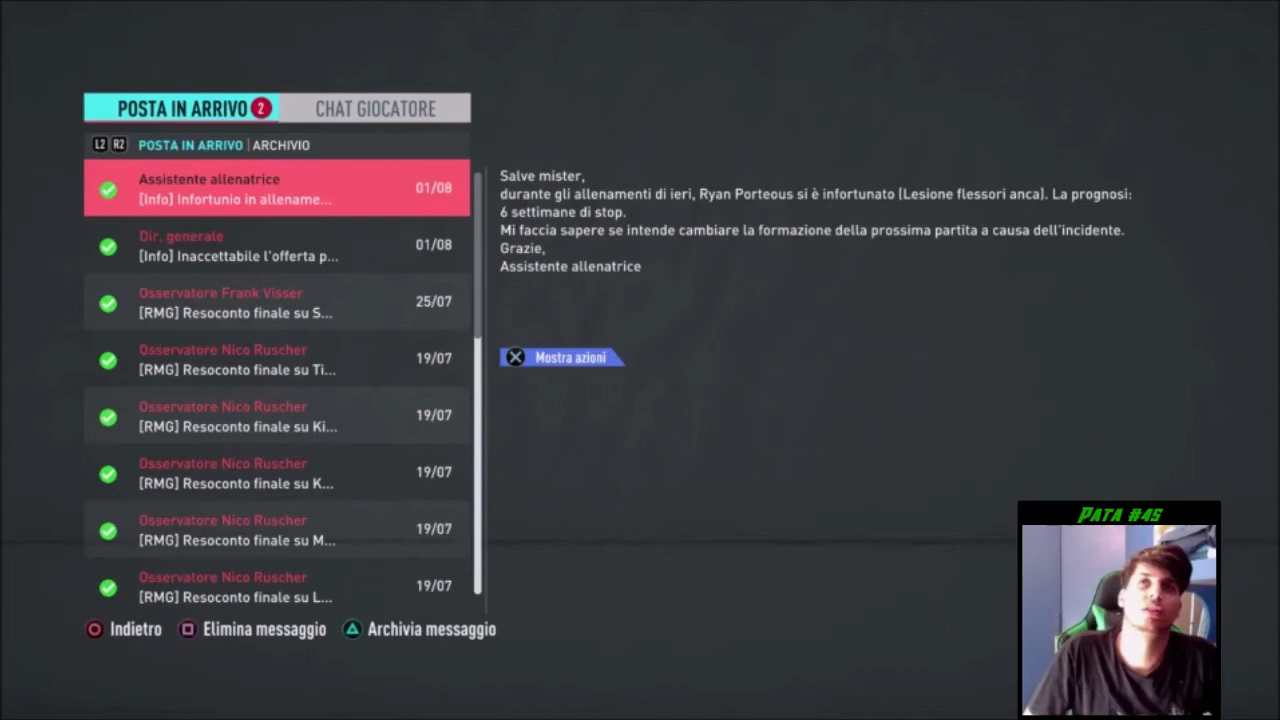 POSTA IN ARRIVO 2
CHAT GIOCATORE
L2 R2 POSTA IN ARRIVO | ARCHIVIO
Assistente allenatrice
[Info] Infortunio in allename...
01/08
Dir. generale
[Info] Inaccettabile l'offerta p...
01/08
Osservatore Frank Visser
[RMG] Resoconto finale su S...
25/07
Osservatore Nico Ruscher
[RMG] Resoconto finale su Ti...
19/07
Osservatore Nico Ruscher
[RMG] Resoconto finale su Ki...
19/07
Osservatore Nico Ruscher
[RMG] Resoconto finale su K...
19/07
Osservatore Nico Ruscher
[RMG] Resoconto finale su M...
19/07
Osservatore Nico Ruscher
[RMG] Resoconto finale su L...
19/07
Salve mister,
durante gli allenamenti di ieri, Ryan Porteous si è infortunato (Lesione flessori anca). La prognosi:
6 settimane di stop.
Mi faccia sapere se intende cambiare la formazione della prossima partita a causa dell'incidente.
Grazie,
Assistente allenatrice
Mostra azioni
Indietro
Elimina messaggio
Archivia messaggio
PATA #45